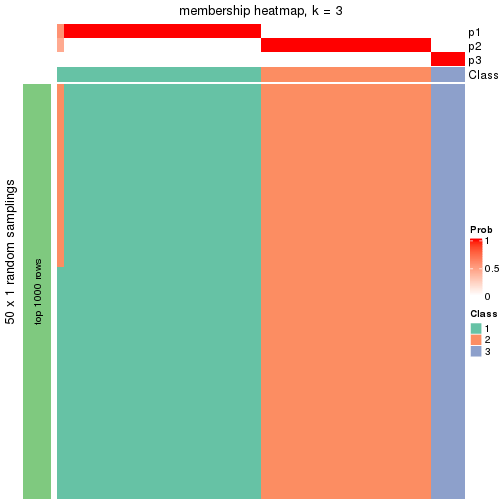 membership heatmap, k = 3
p1
p2
p3
Class
50 x 1 random samplings
top 1000 rows
Prob
1
0.5
0
Class
1
2
3